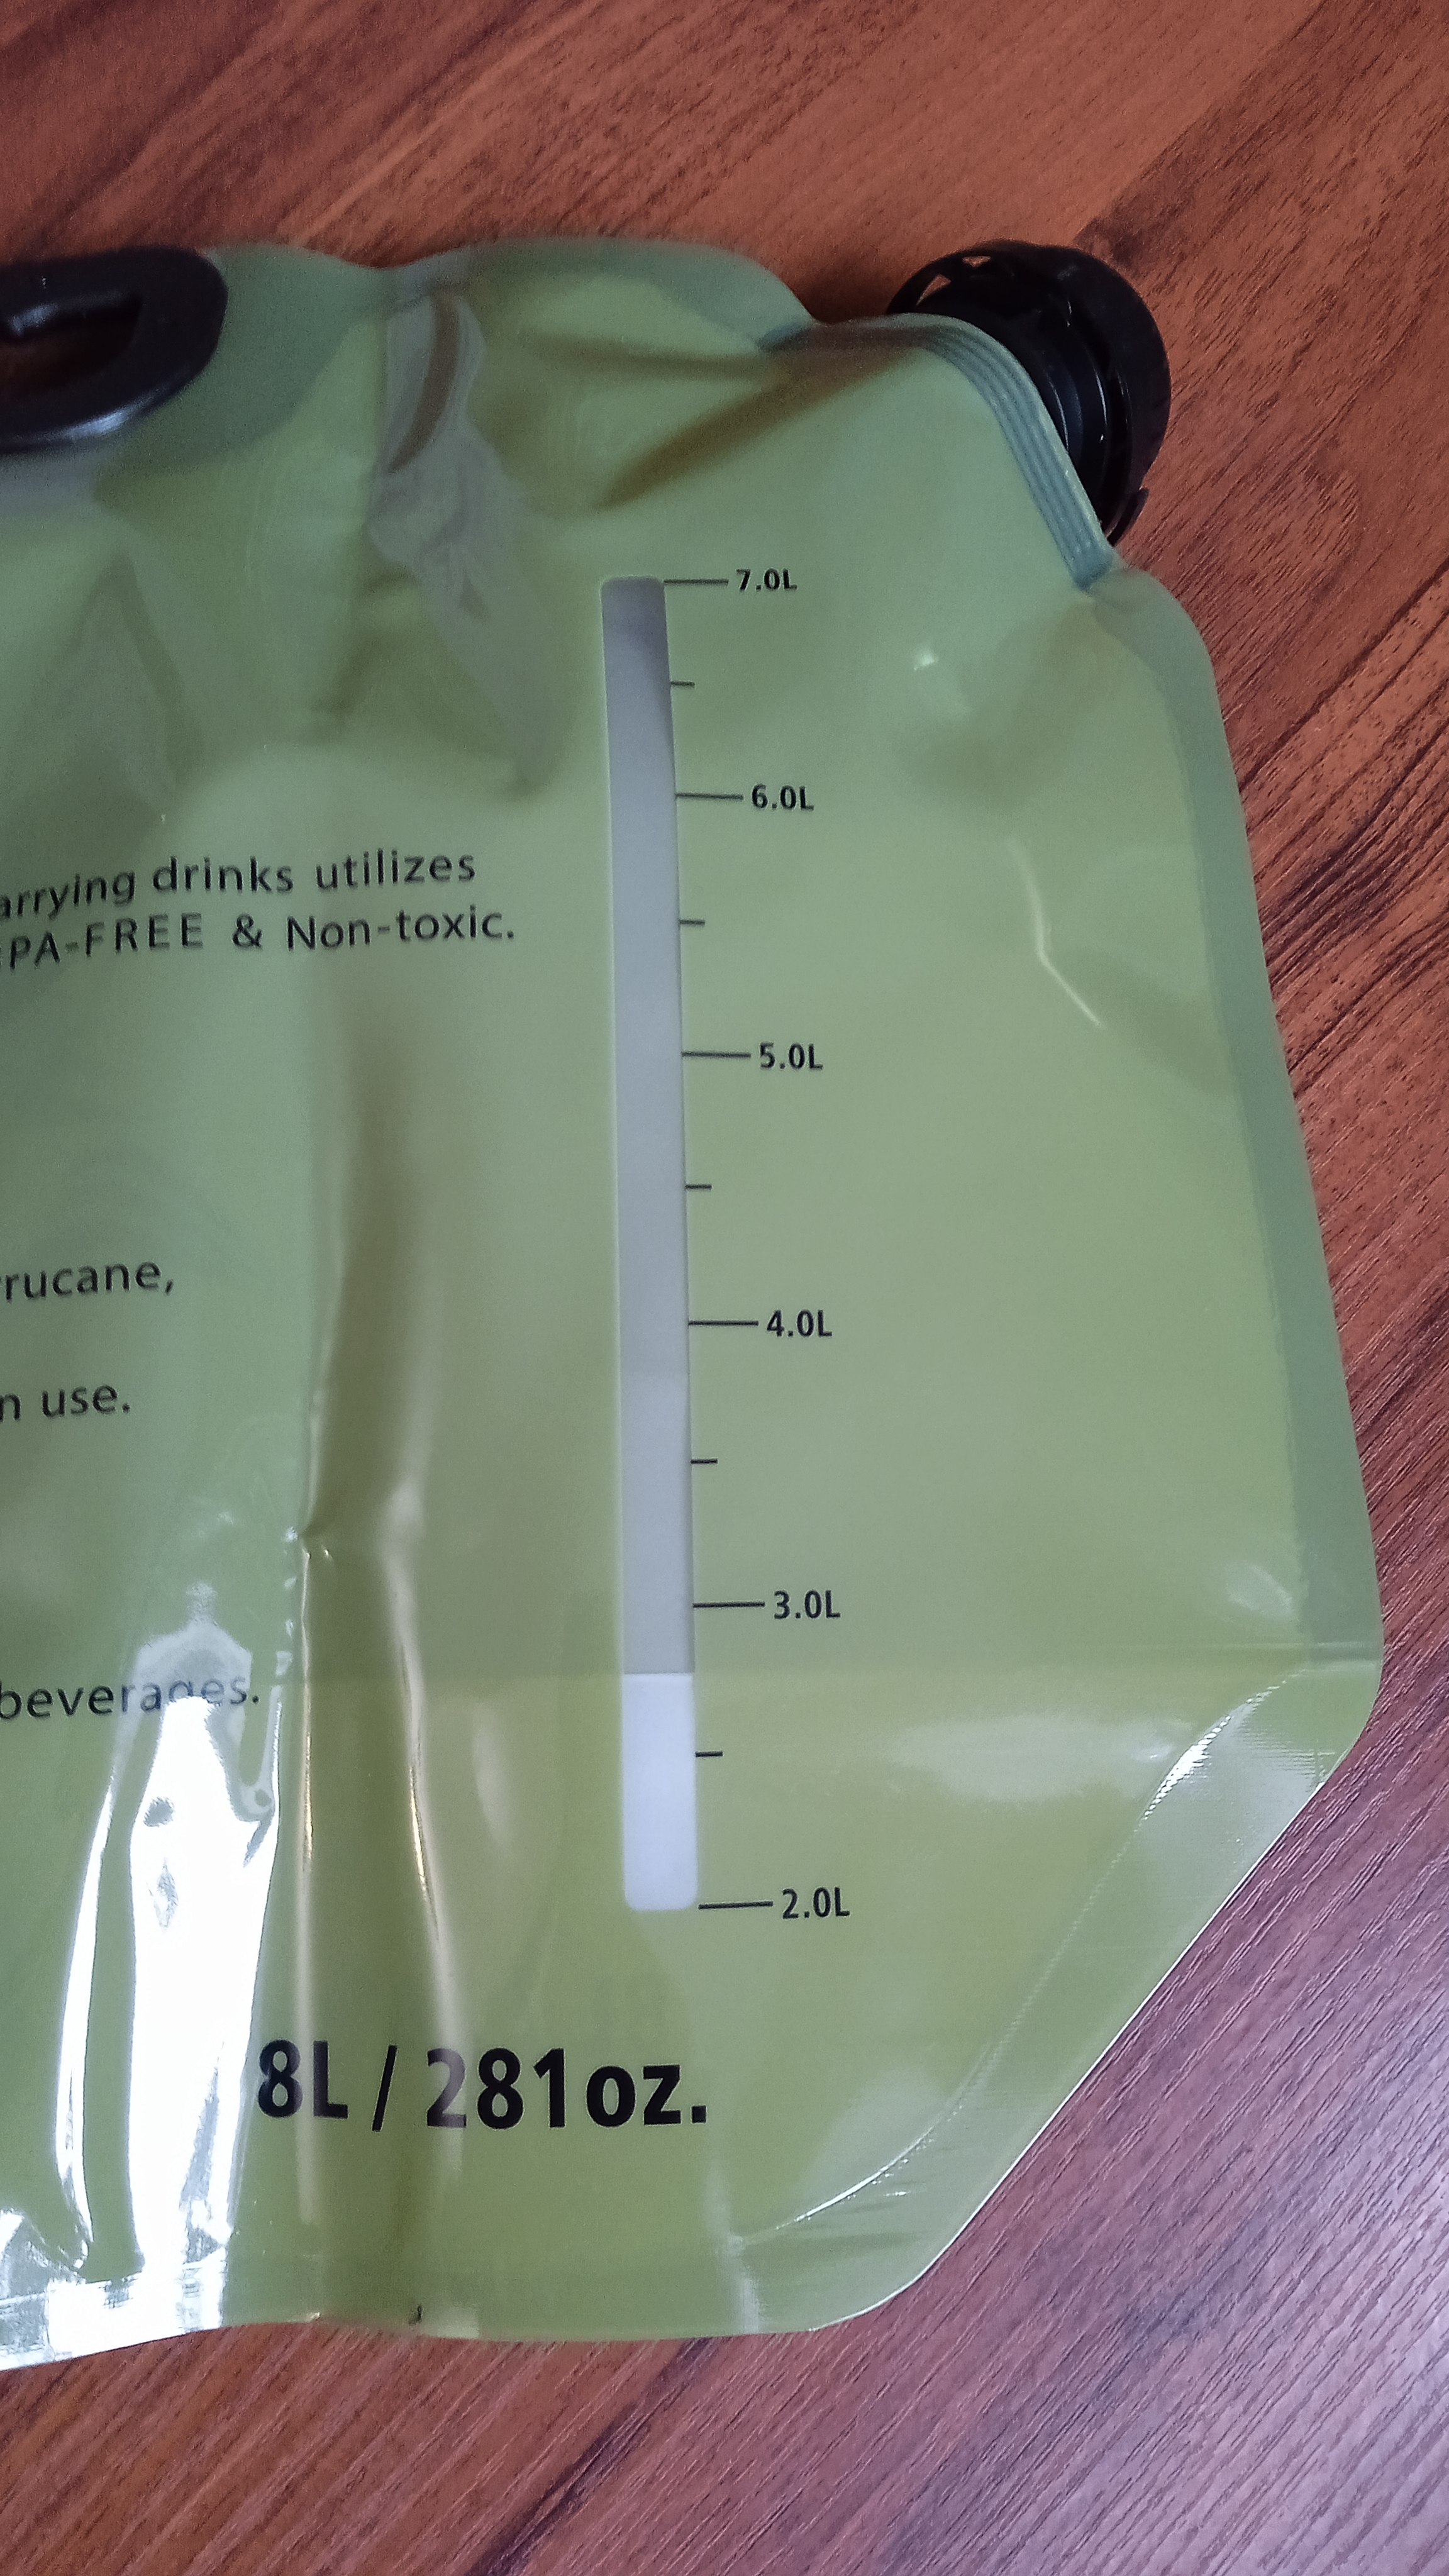 7.0L
6.0L
arrying drinks utilizes
PA-FREE & Non-toxic.
5.0L
rucane,
4.0L
n use.
3.0L
beverages.
2.0L
8L / 281oz.